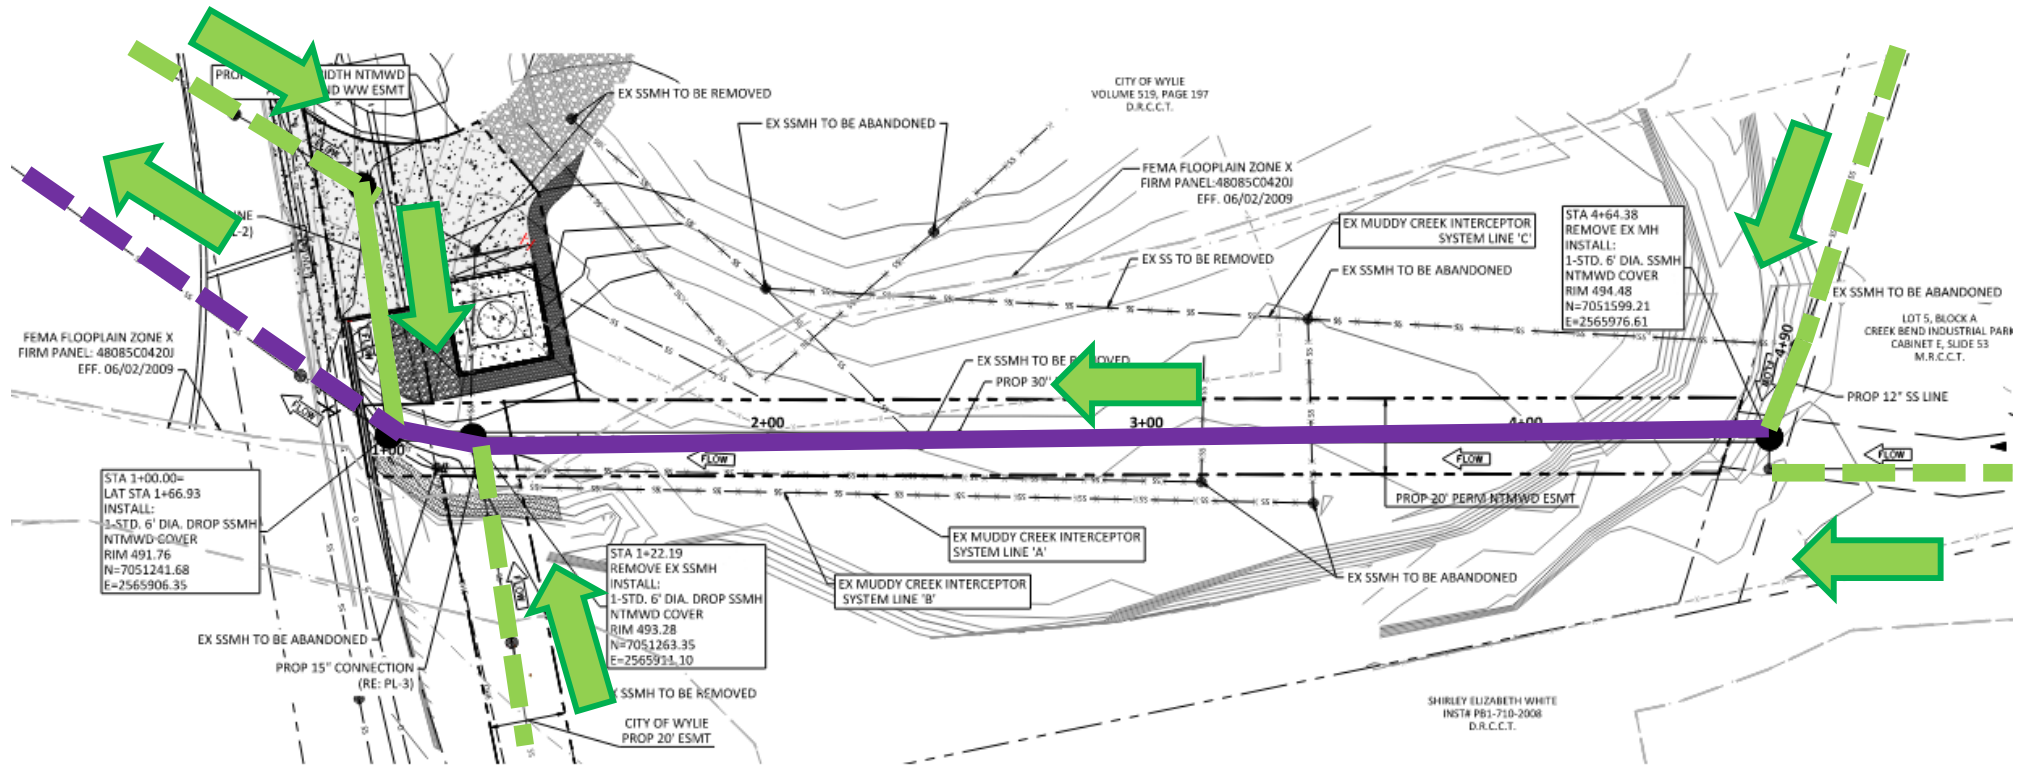 CITY OF WYLIE
VOLUME 519, PAGE 197
D.R.C.C.T.
IDTH NTMWD
ND WW ESMT
EX SSMH TO BE REMOVED
EX SSMH TO BE ABANDONED
FEMA FLOOPLAIN ZONE X
FIRM PANEL:48085C0420J
EFF. 06/02/2009
EX MUDDY CREEK INTERCEPTOR
SYSTEM LINE 'C'
STA 4+64.38
REMOVE EX MH
INSTALL:
1-STD. 6' DIA. SSMH
NTMWD COVER
RIM 494.48
N=7051599.21
E=2565976.61
EX SS TO BE REMOVED
EX SSMH TO BE ABANDONED
EX SSMH TO BE ABANDONED
LOT 5, BLOCK A
CREEK BEND INDUSTRIAL PARK
CABINET E, SLIDE 53
M.R.C.C.T.
FEMA FLOOPLAIN ZONE X
FIRM PANEL: 48085C0420J
EFF. 06/02/2009
4+90
FLOW
PROP 12" SS LINE
EX SSMH TO BE REMOVED
PROP 30"
FLOW
1+00
2+00
3+00
4+00
FLOW
FLOW
FLOW
PROP 20' PERM NTMWD ESMT
STA 1+00.00=
LAT STA 1+66.93
INSTALL:
1-STD. 6' DIA. DROP SSMH
NTMWD COVER
RIM 491.76
N=7051241.68
E=2565906.35
EX MUDDY CREEK INTERCEPTOR
SYSTEM LINE 'A'
EX MUDDY CREEK INTERCEPTOR
SYSTEM LINE 'B'
EX SSMH TO BE ABANDONED
STA 1+22.19
REMOVE EX SSMH
INSTALL:
1-STD. 6' DIA. DROP SSMH
NTMWD COVER
RIM 493.28
N=7051263.35
E=2565911.10
FLOW
EX SSMH TO BE ABANDONED
PROP 15" CONNECTION
(RE: PL-3)
SSMH TO BE REMOVED
CITY OF WYLIE
PROP 20' ESMT
SHIRLEY ELIZABETH WHITE
INST# PB1-710-2008
D.R.C.C.T.